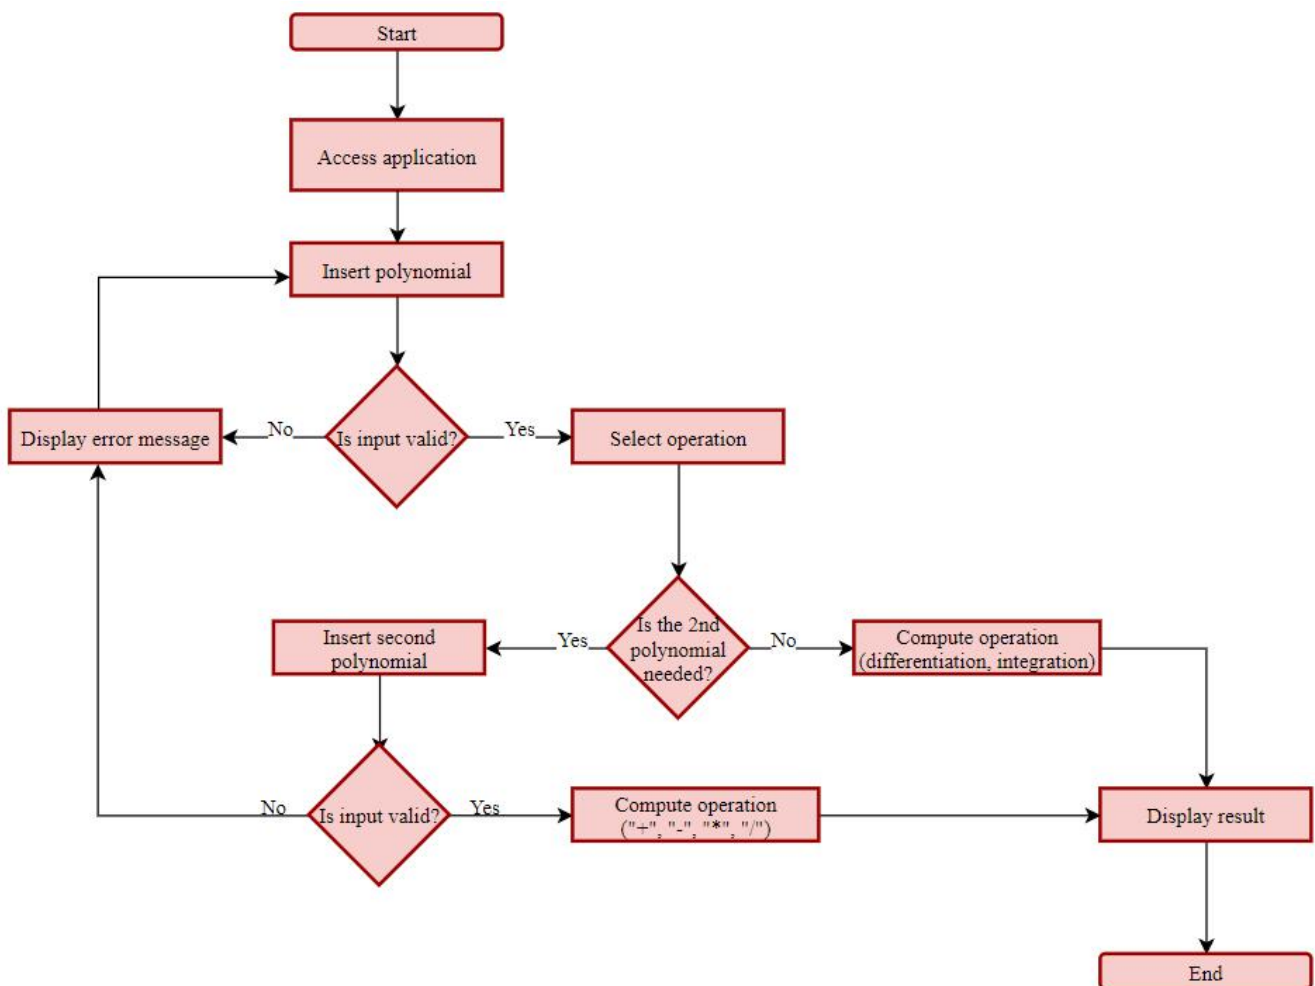 Start
Access application
Insert polynomial
Display error message
No
Is input valid?
Yes
Select operation
Insert second
polynomial
Yes
Is the 2nd
polynomial
needed?
No
Compute operation
(differentiation, integration)
No
Is input valid?
Yes
Compute operation
("+", "-", "*", "/")
Display result
End